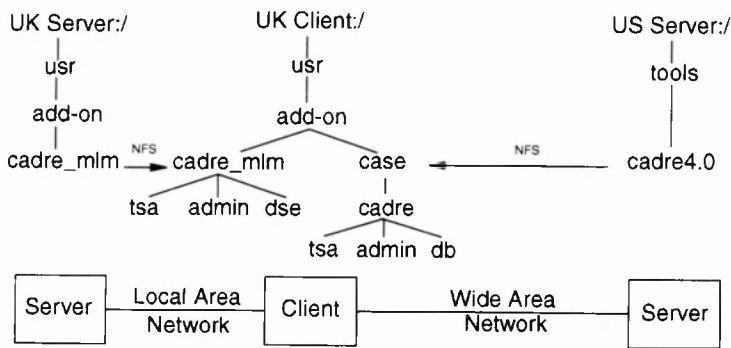 UK Server:/ UK Client:/ US Server:/
usr usr tools
add-on add-on
cadre_mlm NFS cadre_mlm case NFS cadre4.0
tsa admin dse cadre
tsa admin db
Server Local Area Network Client Wide Area Network Server